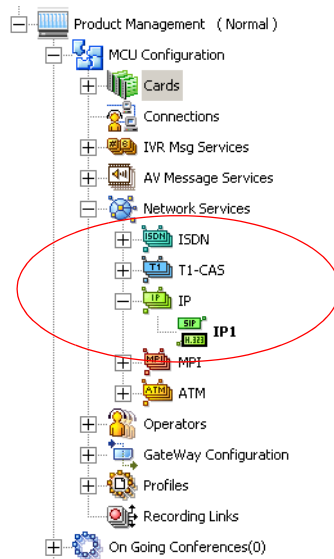 Product Management ( Normal )
MCU Configuration
Cards
Connections
IVR Msg Services
AV Message Services
Network Services
ISDN ISDN
T1 T1-CAS
IP IP
SIP
H.323 IP1
MPI MPI
ATM ATM
Operators
GateWay Configuration
Profiles
Recording Links
On Going Conferences(0)